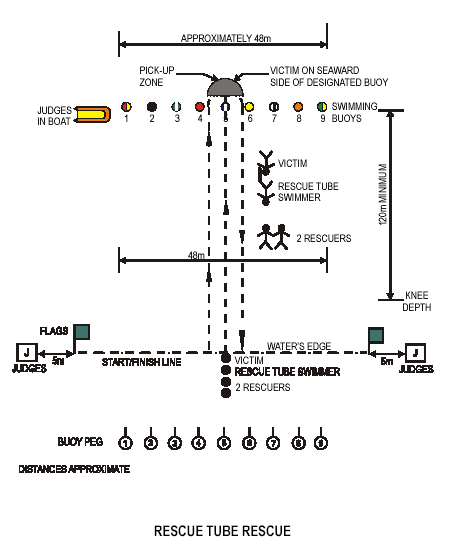 APPROXIMATELY 48m
PICK-UP
ZONE
VICTIM ON SEAWARD
SIDE OF DESIGNATED BUOY
JUDGES
IN BOAT
1 2 3 4 5 6 7 8 9
SWIMMING
BUOYS
VICTIM
RESCUE TUBE
SWIMMER
2 RESCUERS
120m MINIMUM
48m
KNEE
DEPTH
FLAGS
WATER'S EDGE
J
JUDGES
5m
START/FINISH LINE
5m
J
JUDGES
VICTIM
RESCUE TUBE SWIMMER
2 RESCUERS
BUOY PEG
1 2 3 4 5 6 7 8 9
DISTANCES APPROXIMATE
RESCUE TUBE RESCUE